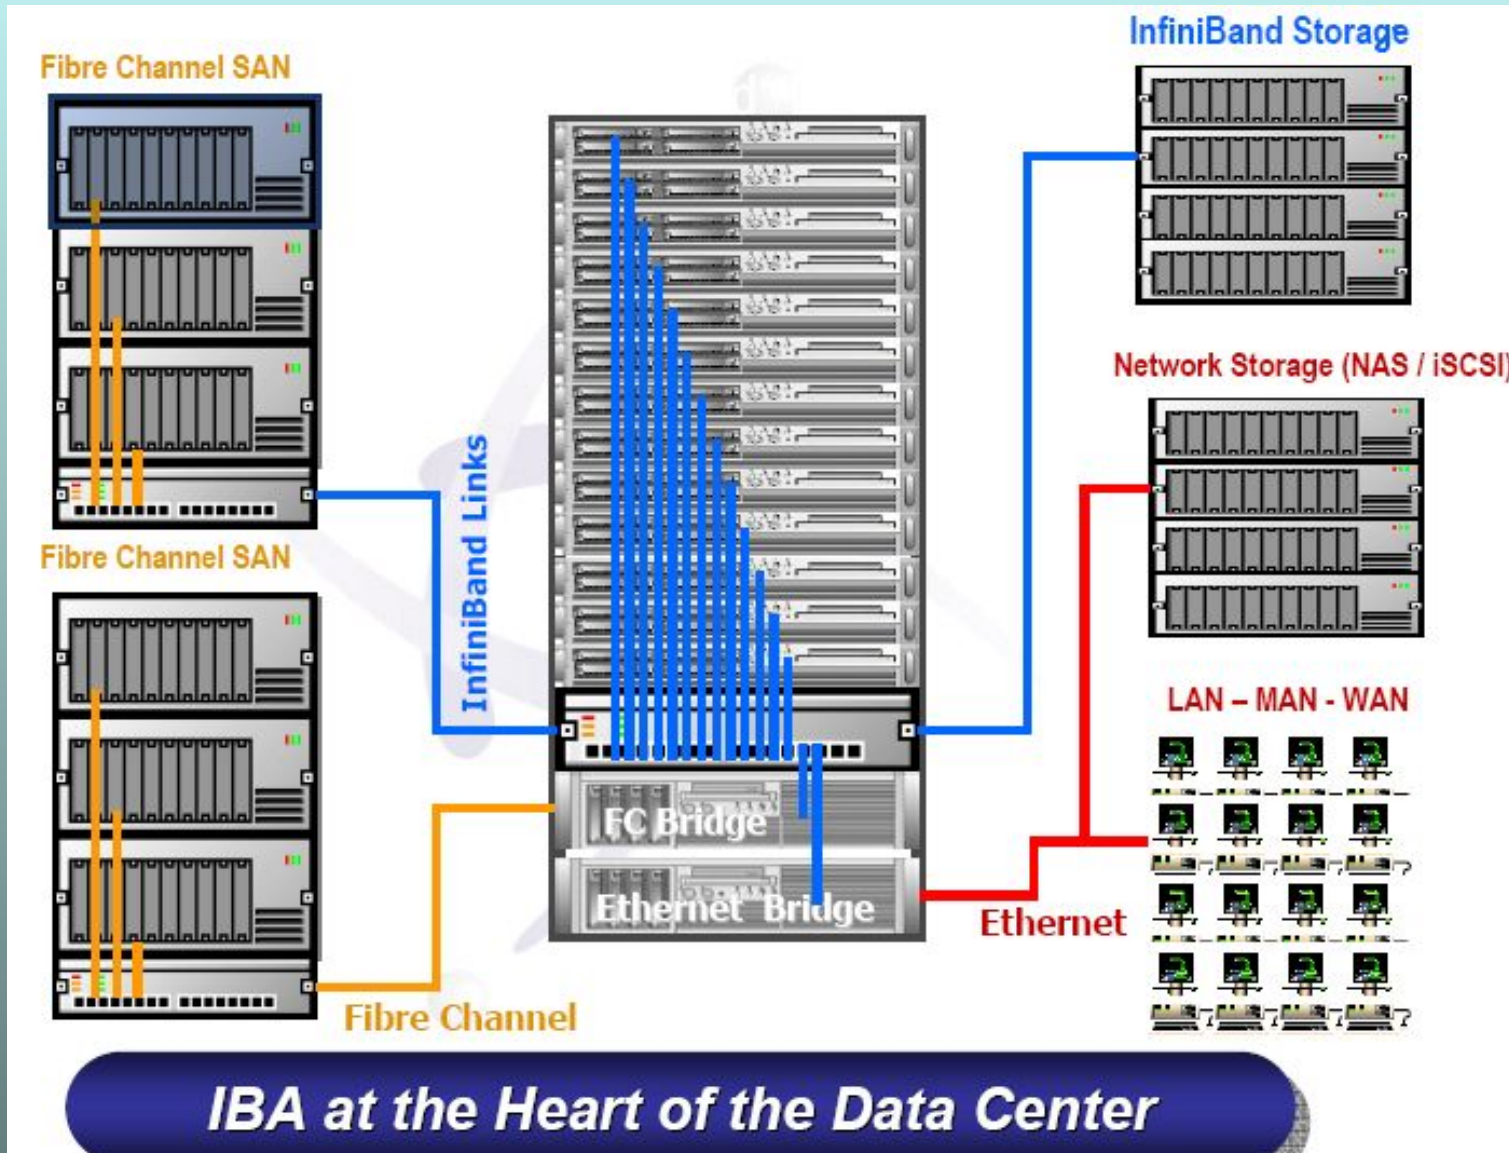 InfiniBand Storage
Fibre Channel SAN
Network Storage (NAS / iSCSI)
InfiniBand Links
Fibre Channel SAN
LAN – MAN - WAN
FC Bridge
Ethernet Bridge
Ethernet
Fibre Channel
IBA at the Heart of the Data Center